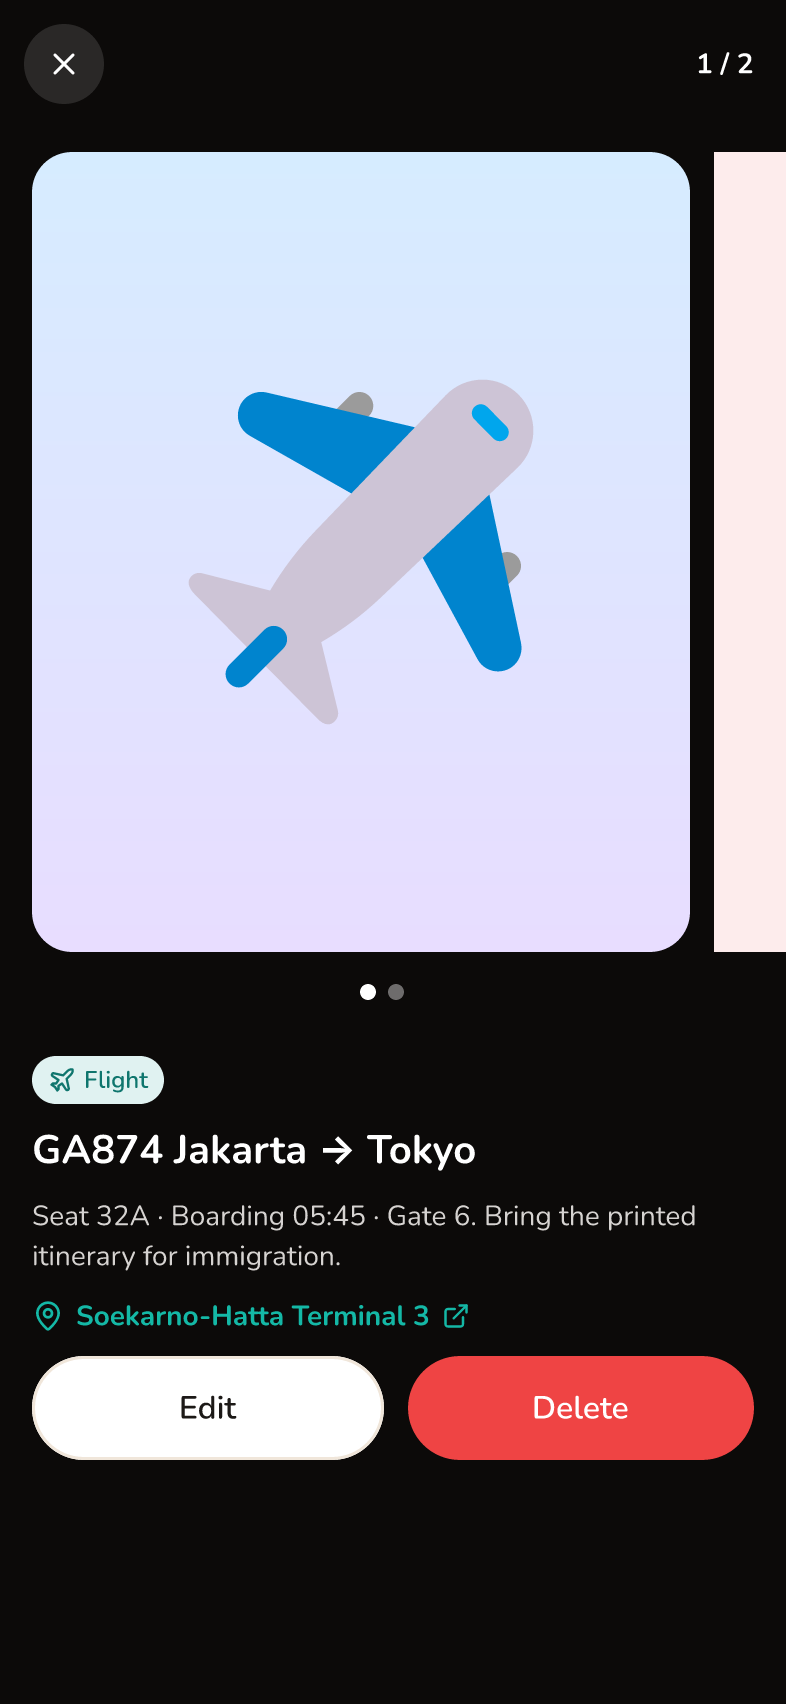 1 / 2
Flight
GA874 Jakarta → Tokyo
Seat 32A · Boarding 05:45 · Gate 6. Bring the printed
itinerary for immigration.
Soekarno-Hatta Terminal 3
Edit
Delete